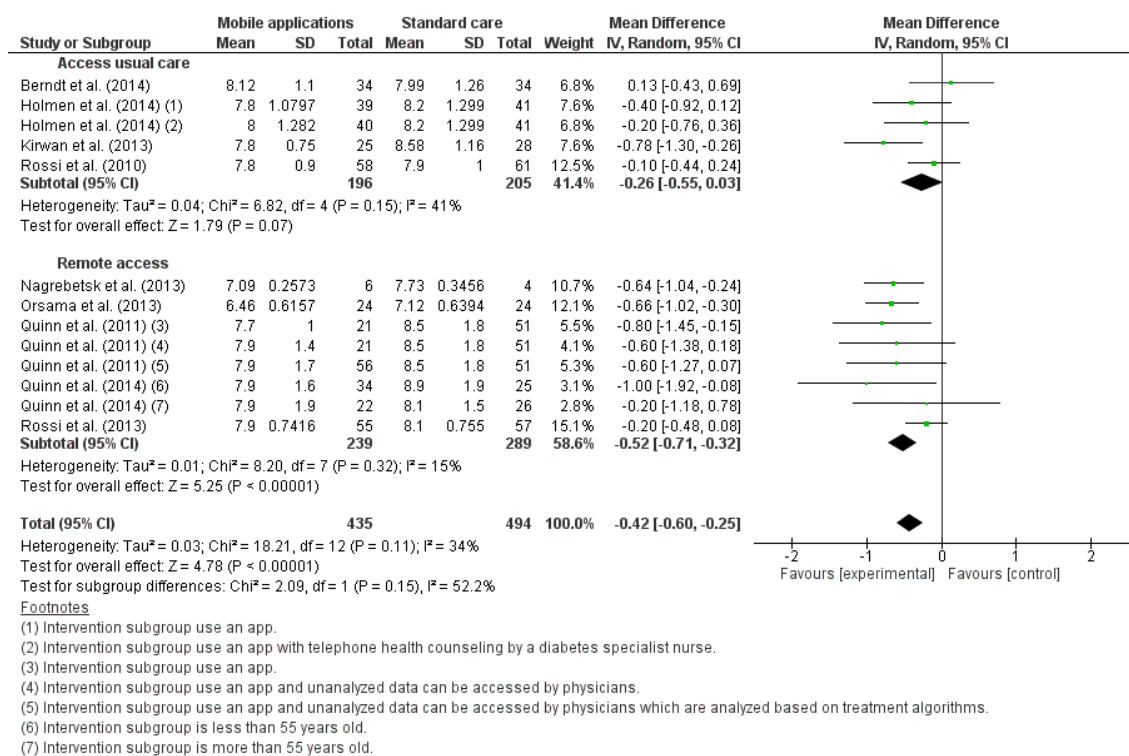 Mobile applications Standard care Mean Difference Mean Difference
Study or Subgroup Mean SD Total Mean SD Total Weight IV, Random, 95% CI IV, Random, 95% CI
Access usual care
Berndt et al. (2014) 8.12 1.1 34 7.99 1.26 34 6.8% 0.13 [-0.43, 0.69]
Holmen et al. (2014) (1) 7.8 1.0797 39 8.2 1.299 41 7.6% -0.40 [-0.92, 0.12]
Holmen et al. (2014) (2) 8 1.282 40 8.2 1.299 41 6.8% -0.20 [-0.76, 0.36]
Kirwan et al. (2013) 7.8 0.75 25 8.58 1.16 28 7.6% -0.78 [-1.30, -0.26]
Rossi et al. (2010) 7.8 0.9 58 7.9 1 61 12.5% -0.10 [-0.44, 0.24]
Subtotal (95% CI) 196 205 41.4% -0.26 [-0.55, 0.03]
Heterogeneity: Tau² = 0.04; Chi² = 6.82, df = 4 (P = 0.15); I² = 41%
Test for overall effect: Z = 1.79 (P = 0.07)
Remote access
Nagrebetsk et al. (2013) 7.09 0.2573 6 7.73 0.3456 4 10.7% -0.64 [-1.04, -0.24]
Orsama et al. (2013) 6.46 0.6157 24 7.12 0.6394 24 12.1% -0.66 [-1.02, -0.30]
Quinn et al. (2011) (3) 7.7 1 21 8.5 1.8 51 5.5% -0.80 [-1.45, -0.15]
Quinn et al. (2011) (4) 7.9 1.4 21 8.5 1.8 51 4.1% -0.60 [-1.38, 0.18]
Quinn et al. (2011) (5) 7.9 1.7 56 8.5 1.8 51 5.3% -0.60 [-1.27, 0.07]
Quinn et al. (2014) (6) 7.9 1.6 34 8.9 1.9 25 3.1% -1.00 [-1.92, -0.08]
Quinn et al. (2014) (7) 7.9 1.9 22 8.1 1.5 26 2.8% -0.20 [-1.18, 0.78]
Rossi et al. (2013) 7.9 0.7416 55 8.1 0.755 57 15.1% -0.20 [-0.48, 0.08]
Subtotal (95% CI) 239 289 58.6% -0.52 [-0.71, -0.32]
Heterogeneity: Tau² = 0.01; Chi² = 8.20, df = 7 (P = 0.32); I² = 15%
Test for overall effect: Z = 5.25 (P < 0.00001)
Total (95% CI) 435 494 100.0% -0.42 [-0.60, -0.25]
Heterogeneity: Tau² = 0.03; Chi² = 18.21, df = 12 (P = 0.11); I² = 34%
Test for overall effect: Z = 4.78 (P < 0.00001)
Test for subgroup differences: Chi² = 2.09, df = 1 (P = 0.15), I² = 52.2%
-2 -1 0 1 2
Favours [experimental] Favours [control]
Footnotes
(1) Intervention subgroup use an app.
(2) Intervention subgroup use an app with telephone health counseling by a diabetes specialist nurse.
(3) Intervention subgroup use an app.
(4) Intervention subgroup use an app and unanalyzed data can be accessed by physicians.
(5) Intervention subgroup use an app and unanalyzed data can be accessed by physicians which are analyzed based on treatment algorithms.
(6) Intervention subgroup is less than 55 years old.
(7) Intervention subgroup is more than 55 years old.